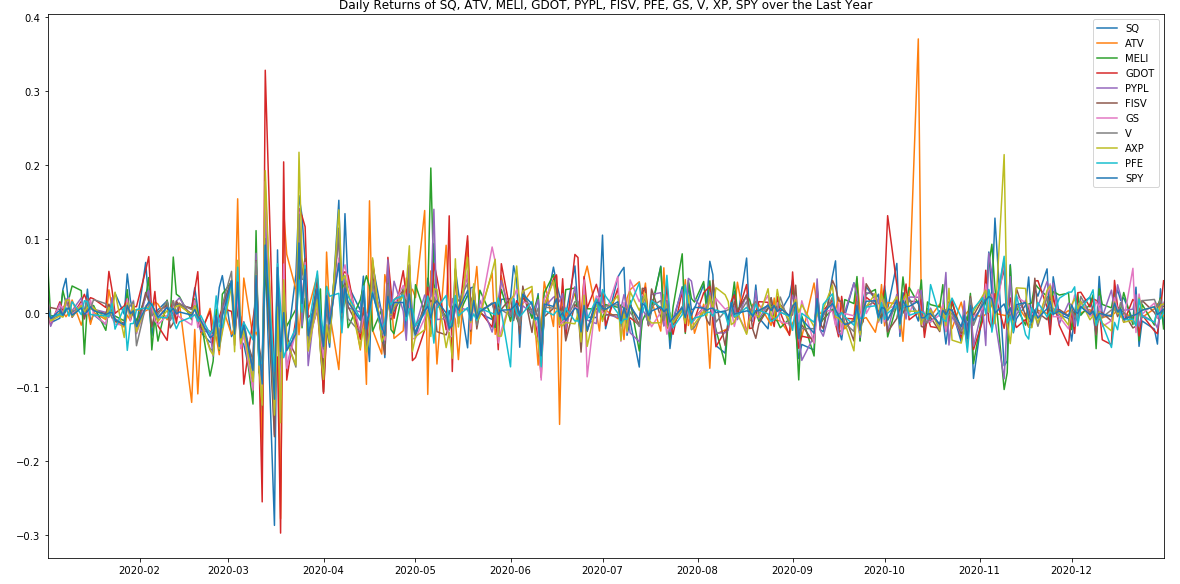 Daily Returns of SQ, ATV, MELI, GDOT, PYPL, FISV, PFE, GS, V, XP, SPY over the Last Year
0.4
0.3
0.2
0.1
0.0
−0.1
−0.2
−0.3
SQ
ATV
MELI
GDOT
PYPL
FISV
GS
V
AXP
PFE
SPY
2020-02 2020-03 2020-04 2020-05 2020-06 2020-07 2020-08 2020-09 2020-10 2020-11 2020-12